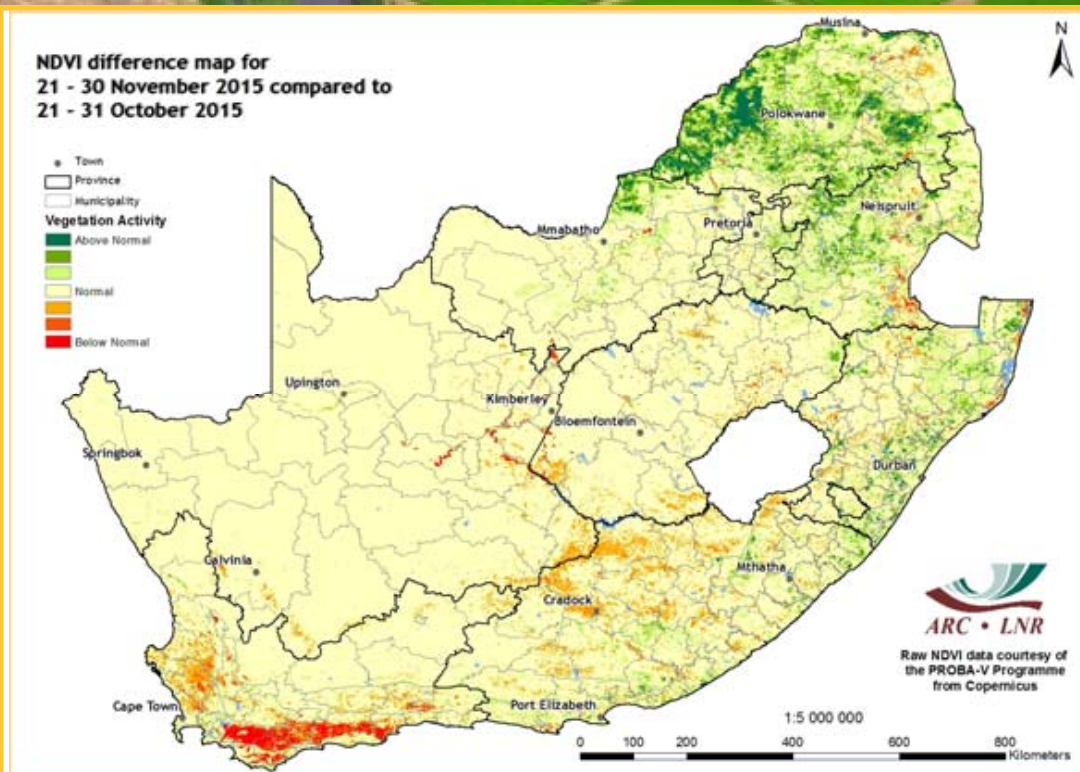 NDVI difference map for
21 - 30 November 2015 compared to
21 - 31 October 2015
Town
Province
Municipality
Vegetation Activity
Above Normal
Normal
Below Normal
N
Musina
Polokwane
Nelspruit
Pretoria
Mmabatho
Upington
Kimberley
Bloemfontein
Springbok
Durban
Calvinia
Mthatha
Cradock
Cape Town
Port Elizabeth
ARC • LNR
Raw NDVI data courtesy of
the PROBA-V Programme
from Copernicus
1:5 000 000
0 100 200 400 600 800
Kilometers